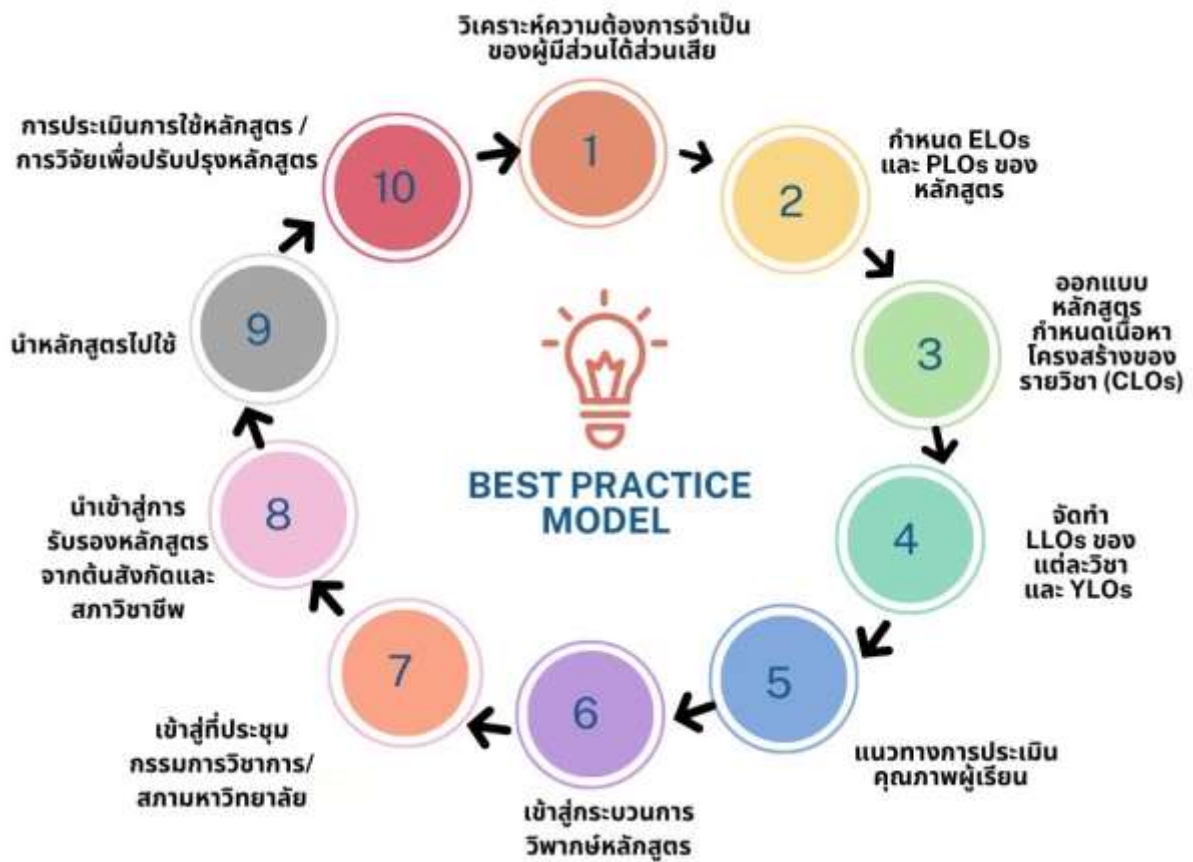 1
วิเคราะห์ความต้องการจำเป็น
ของผู้มีส่วนได้ส่วนเสีย
2
กำหนด ELOs
และ PLOs ของ
หลักสูตร
3
ออกแบบ
หลักสูตร
กำหนดเนื้อหา
โครงสร้างของ
รายวิชา (CLOs)
4
จัดทำ
LLOs ของ
แต่ละวิชา
และ YLOs
5
แนวทางการประเมิน
คุณภาพผู้เรียน
6
เข้าสู่กระบวนการ
วิพากษ์หลักสูตร
7
เข้าสู่ที่ประชุม
กรรมการวิชาการ/
สภามหาวิทยาลัย
8
นำเข้าสู่การ
รับรองหลักสูตร
จากต้นสังกัดและ
สภาวิชาชีพ
9
นำหลักสูตรไปใช้
10
การประเมินการใช้หลักสูตร /
การวิจัยเพื่อปรับปรุงหลักสูตร
BEST PRACTICE
MODEL